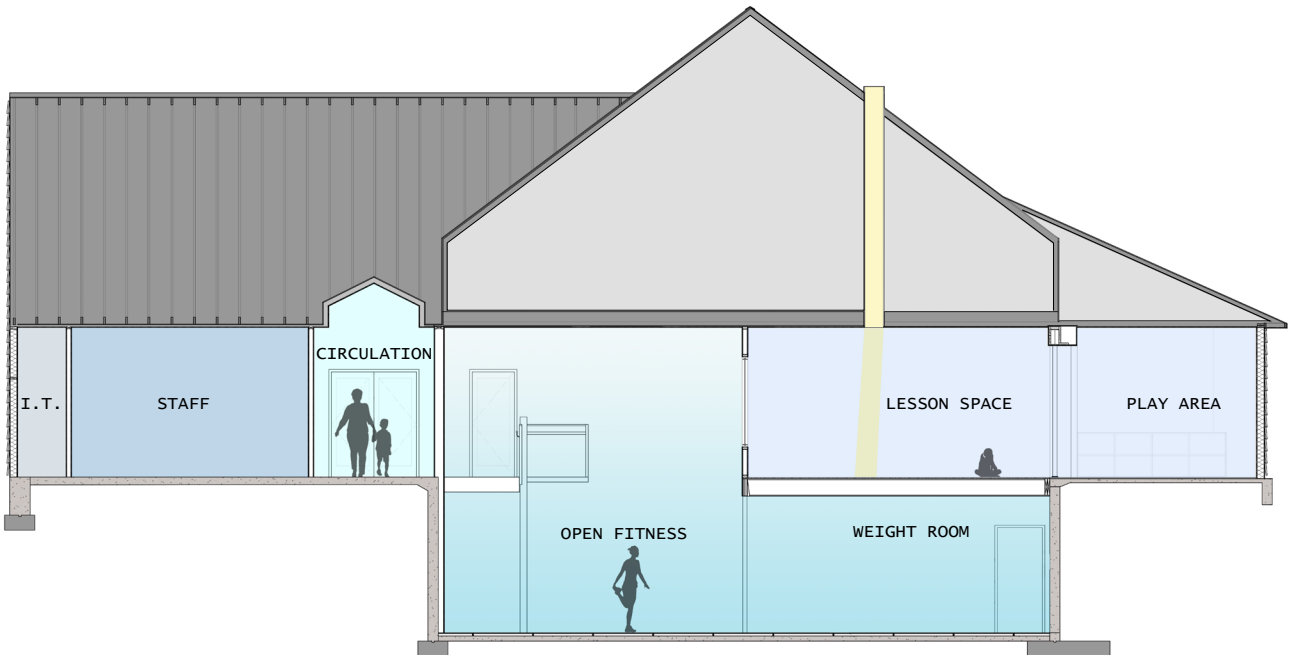 CIRCULATION
I.T.
STAFF
LESSON SPACE
PLAY AREA
OPEN FITNESS
WEIGHT ROOM